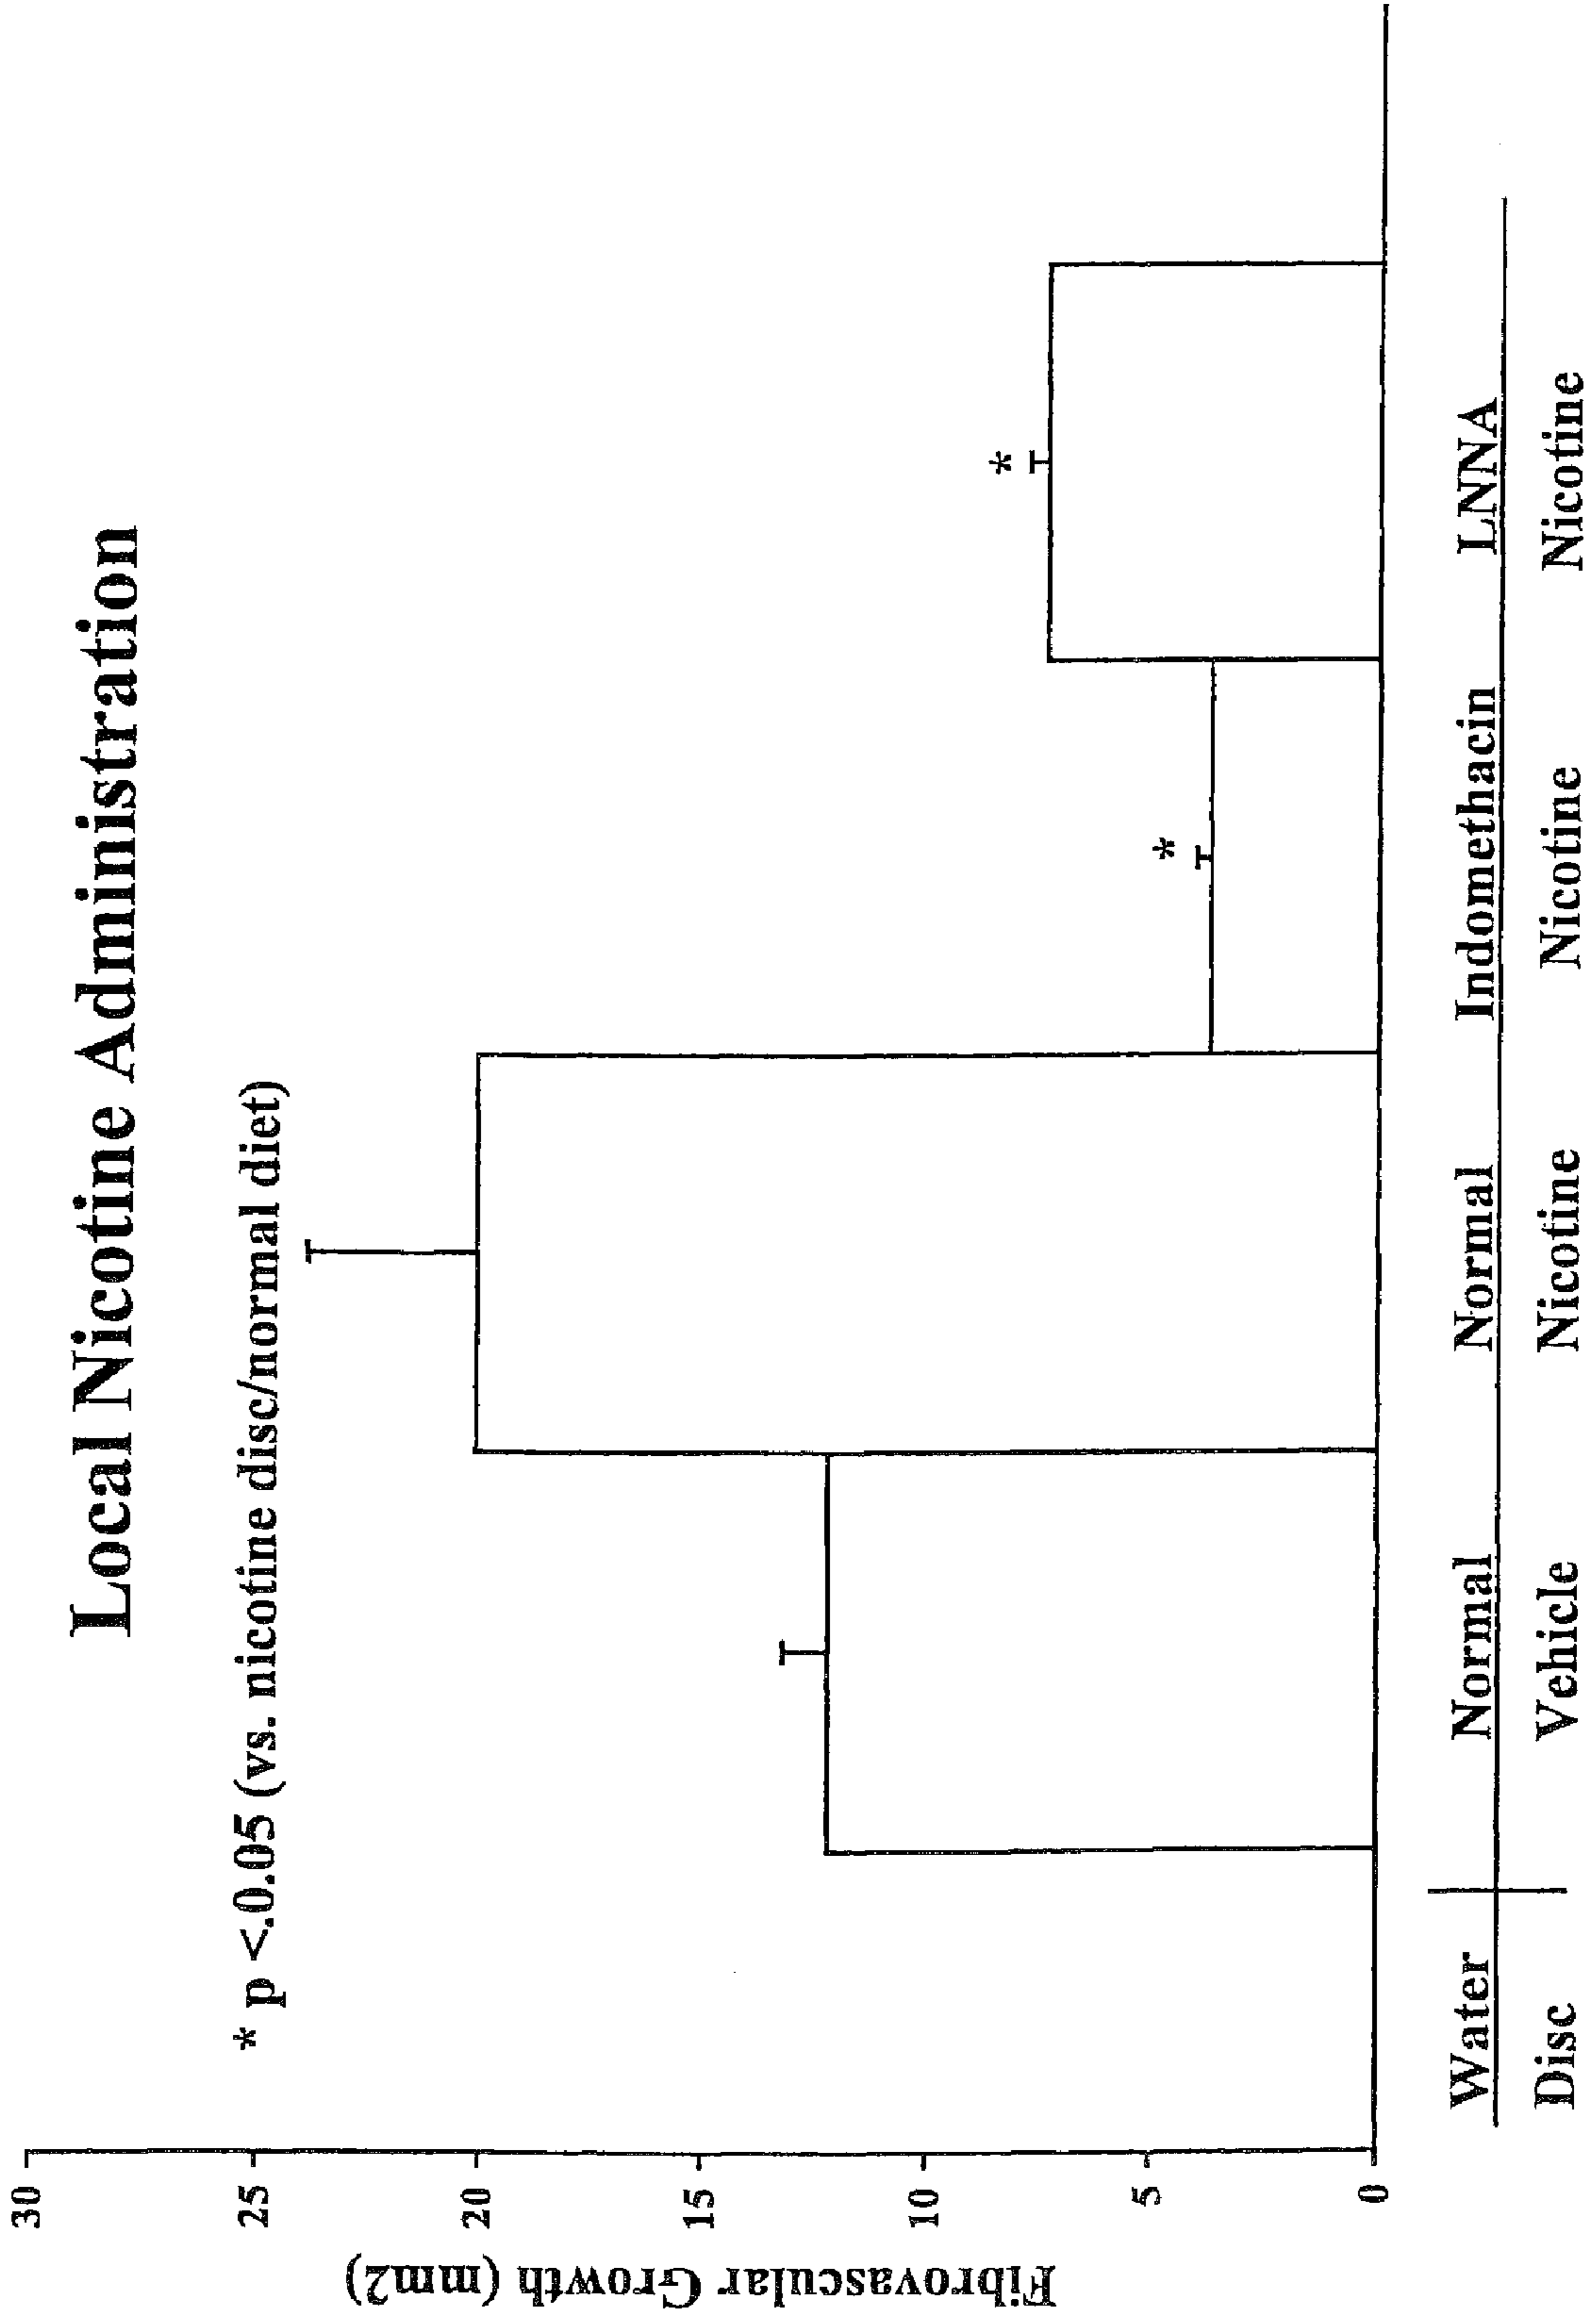 Local Nicotine Administration
* p <.0.05 (vs. nicotine disc/normal diet)
Fibrovascular Growth (mm2)
30
25
20
15
10
5
0
*
*
Water Normal Normal Indomethacin LNNA
Disc Vehicle Nicotine Nicotine Nicotine